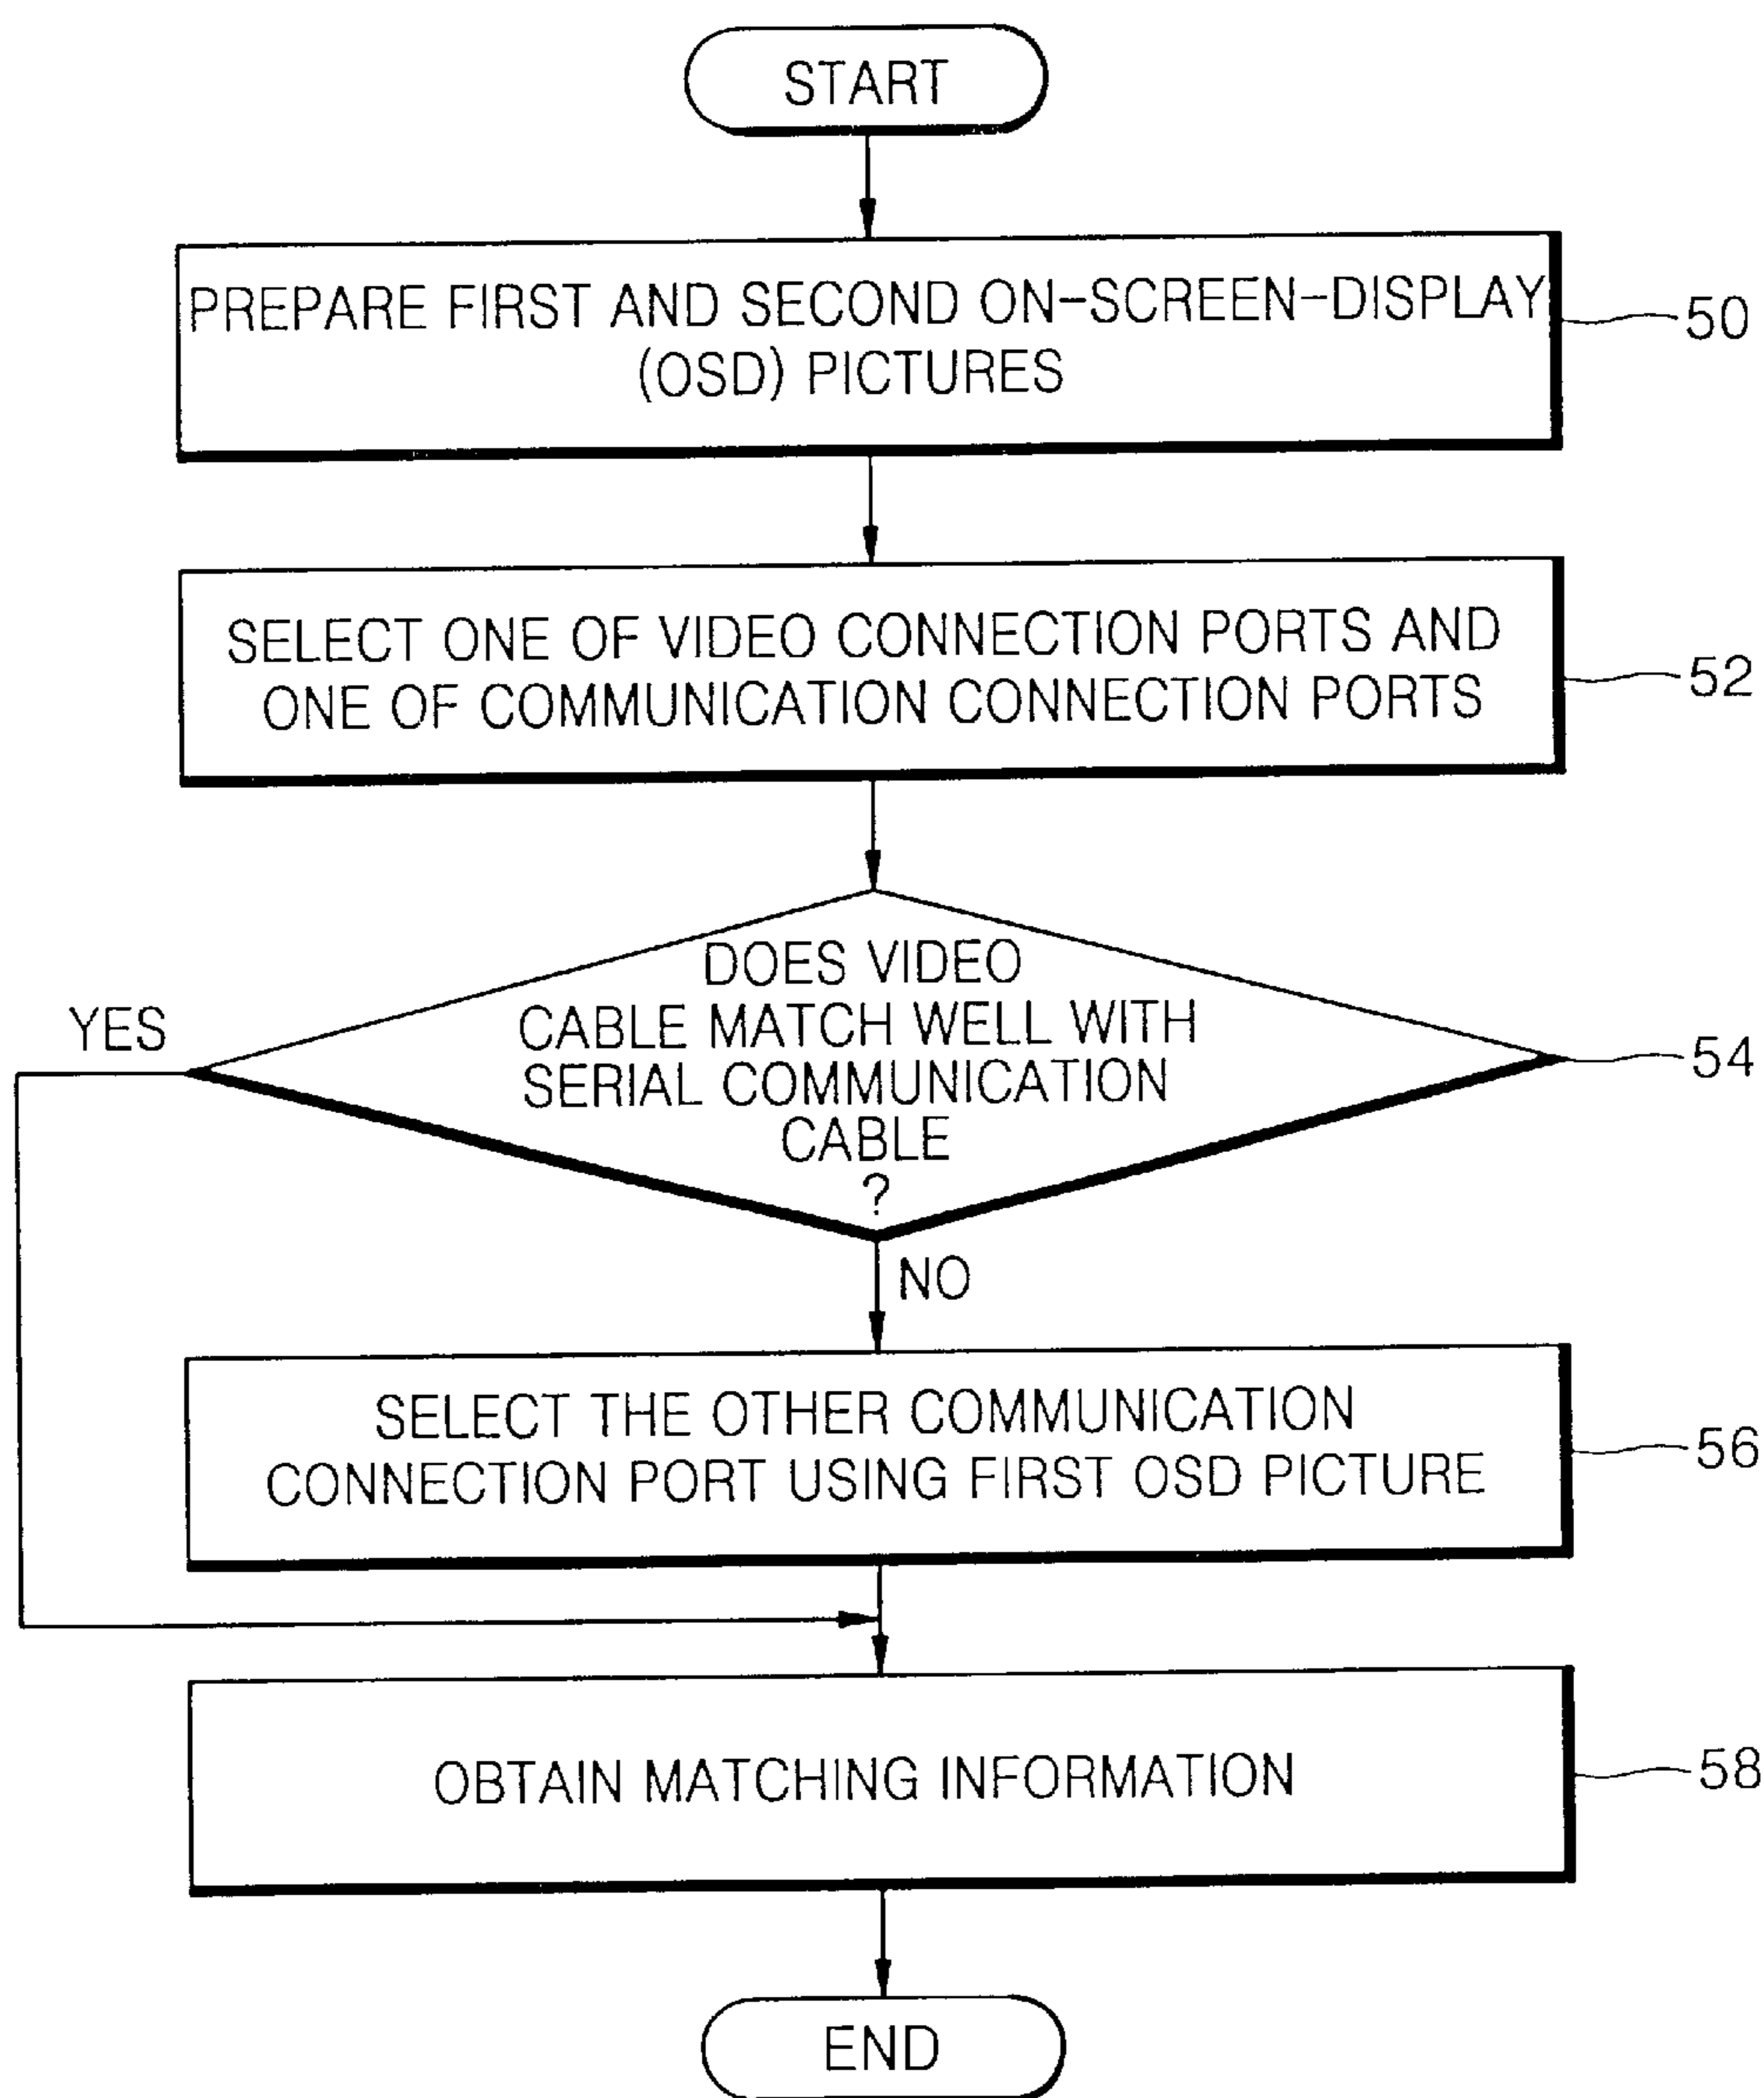 START
PREPARE FIRST AND SECOND ON-SCREEN-DISPLAY
(OSD) PICTURES
50
SELECT ONE OF VIDEO CONNECTION PORTS AND
ONE OF COMMUNICATION CONNECTION PORTS
52
DOES VIDEO
CABLE MATCH WELL WITH
SERIAL COMMUNICATION
CABLE
?
YES
54
NO
SELECT THE OTHER COMMUNICATION
CONNECTION PORT USING FIRST OSD PICTURE
56
OBTAIN MATCHING INFORMATION
58
END